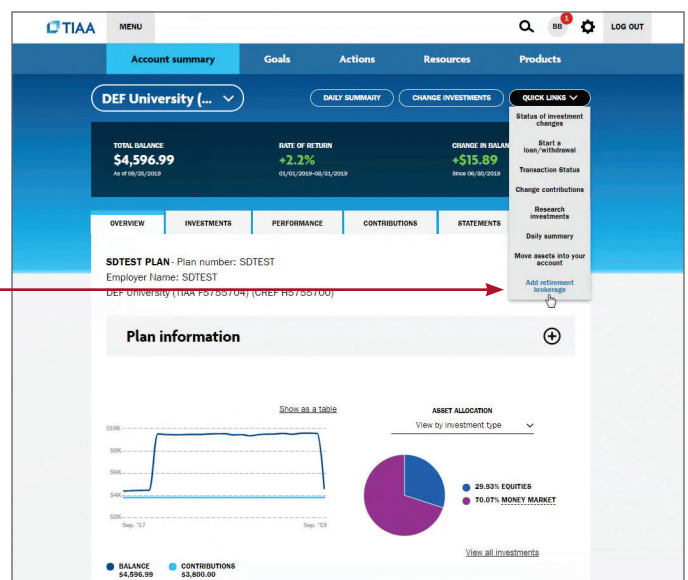 TIAA
MENU
BB
1
LOG OUT
Account summary
Goals
Actions
Resources
Products
DEF University (...
DAILY SUMMARY
CHANGE INVESTMENTS
QUICK LINKS
Status of investment
changes
Start a
loan/withdrawal
Transaction Status
Change contributions
Research
investments
Daily summary
Move assets into your
account
Add retirement
brokerage
TOTAL BALANCE
$4,596.99
As of 09/25/2019
RATE OF RETURN
+2.2%
01/01/2019-08/31/2019
CHANGE IN BALAN
+$15.89
Since 06/30/2019
OVERVIEW
INVESTMENTS
PERFORMANCE
CONTRIBUTIONS
STATEMENTS
SDTEST PLAN - Plan number: SDTEST
Employer Name: SDTEST
DEF University (TIAA F5755704) (CREF H5755700)
Plan information
Show as a table
$10K
$8K
$6K
$4K
$2K
Sep. '17
Sep. '19
BALANCE
$4,596.99
CONTRIBUTIONS
$3,800.00
ASSET ALLOCATION
View by investment type
29.93% EQUITIES
70.07% MONEY MARKET
View all investments